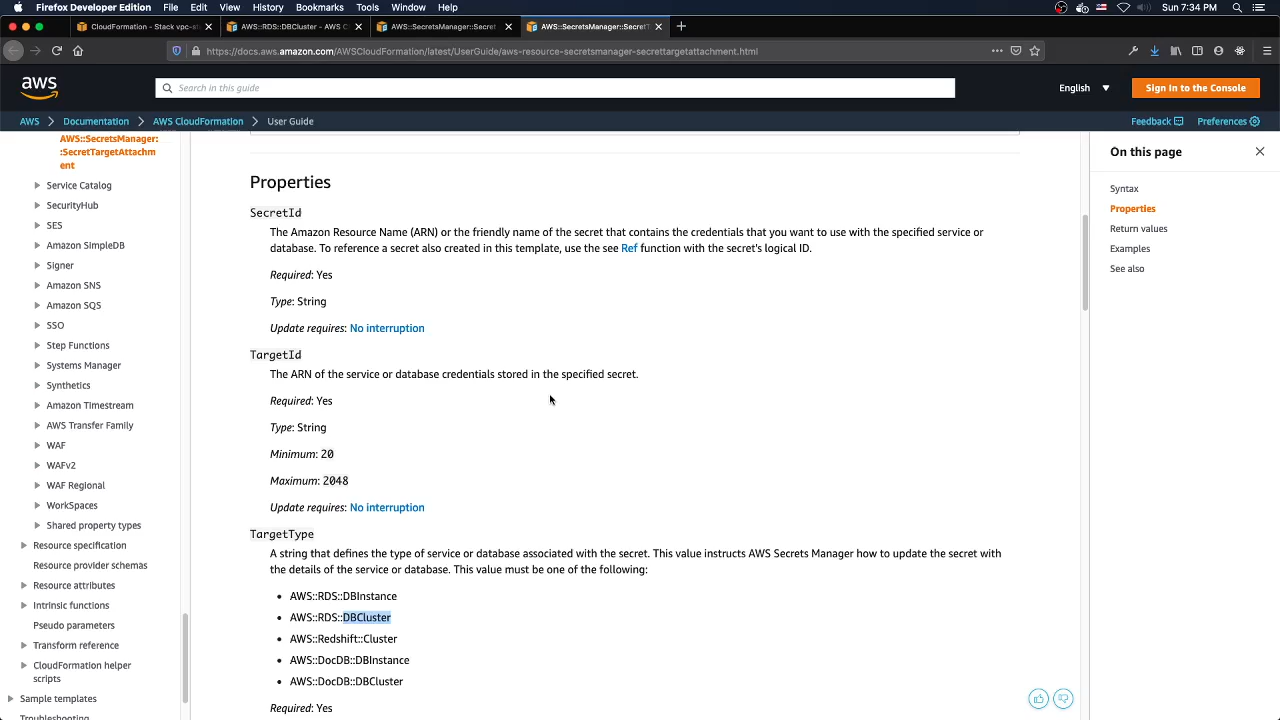 Firefox Developer Edition File Edit View History Bookmarks Tools Window Help Sun 7:34 PM
CloudFormation - Stack vpc-st AWS::RDS::DBCluster - AWS Clo AWS::SecretsManager::Secret AWS::SecretsManager::SecretT
https://docs.aws.amazon.com/AWSCloudFormation/latest/UserGuide/aws-resource-secretsmanager-secrettargetattachment.html
aws Search in this guide English Sign In to the Console
AWS Documentation AWS CloudFormation User Guide Feedback Preferences
AWS::SecretsManager:
:SecretTargetAttachm
ent
Service Catalog
SecurityHub
SES
Amazon SimpleDB
Signer
Amazon SNS
Amazon SQS
SSO
Step Functions
Systems Manager
Synthetics
Amazon Timestream
AWS Transfer Family
WAF
WAFv2
WAF Regional
WorkSpaces
Shared property types
Resource specification
Resource provider schemas
Resource attributes
Intrinsic functions
Pseudo parameters
Transform reference
CloudFormation helper
scripts
Sample templates
Troubleshooting
Properties
SecretId
The Amazon Resource Name (ARN) or the friendly name of the secret that contains the credentials that you want to use with the specified service or
database. To reference a secret also created in this template, use the see Ref function with the secret's logical ID.
Required: Yes
Type: String
Update requires: No interruption
TargetId
The ARN of the service or database credentials stored in the specified secret.
Required: Yes
Type: String
Minimum: 20
Maximum: 2048
Update requires: No interruption
TargetType
A string that defines the type of service or database associated with the secret. This value instructs AWS Secrets Manager how to update the secret with
the details of the service or database. This value must be one of the following:
AWS::RDS::DBInstance
AWS::RDS::DBCluster
AWS::Redshift::Cluster
AWS::DocDB::DBInstance
AWS::DocDB::DBCluster
Required: Yes
On this page
Syntax
Properties
Return values
Examples
See also